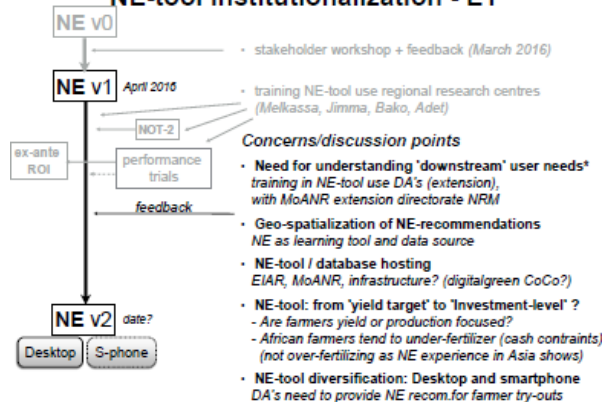 NE-tool institutionalization - ET
NE v0
• stakeholder workshop + feedback (March 2016)
NE v1 April 2016
• training NE-tool use regional research centres
(Melkassa, Jimma, Bako, Adet)
NOT-2
Concerns/discussion points
ex-ante
ROI
performance
trials
• Need for understanding 'downstream' user needs*
training in NE-tool use DA's (extension),
with MoANR extension directorate NRM
feedback
• Geo-spatialization of NE-recommendations
NE as learning tool and data source
• NE-tool / database hosting
EIAR, MoANR, infrastructure? (digitalgreen CoCo?)
• NE-tool: from 'yield target' to 'Investment-level' ?
- Are farmers yield or production focused?
- African farmers tend to under-fertilizer (cash contraints)
(not over-fertilizing as NE experience in Asia shows)
NE v2 date?
Desktop S-phone
• NE-tool diversification: Desktop and smartphone
DA's need to provide NE recom.for farmer try-outs